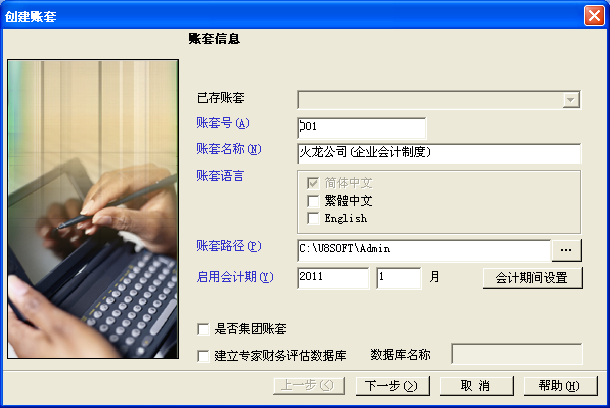 创建账套
账套信息
已存账套
账套号(A) 001
账套名称(N) 火龙公司(企业会计制度)
账套语言 简体中文
繁體中文
English
账套路径(P) C:\U8SOFT\Admin ...
启用会计期(Y) 2011 1 月 会计期间设置
是否集团账套
建立专家财务评估数据库 数据库名称
上一步(<) 下一步(>) 取 消 帮助(H)